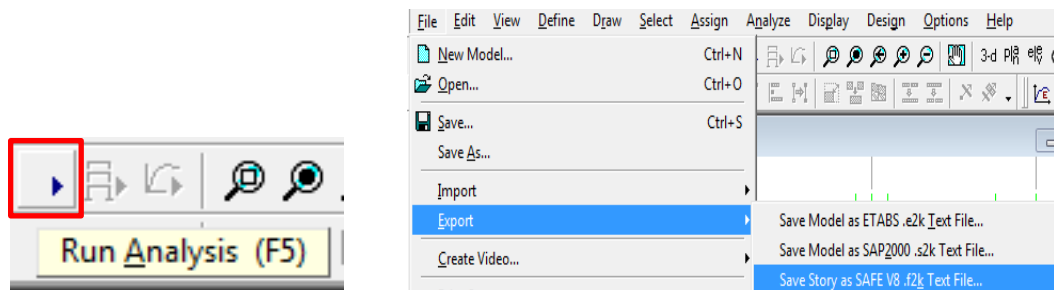 File Edit View Define Draw Select Assign Analyze Display Design Options Help
New Model... Ctrl+N
3-d
Open... Ctrl+O
Save... Ctrl+S
Save As...
Import
Export
Save Model as ETABS .e2k Text File...
Save Model as SAP2000 .s2k Text File...
Create Video...
Save Story as SAFE V8 .f2k Text File...
Run Analysis (F5)